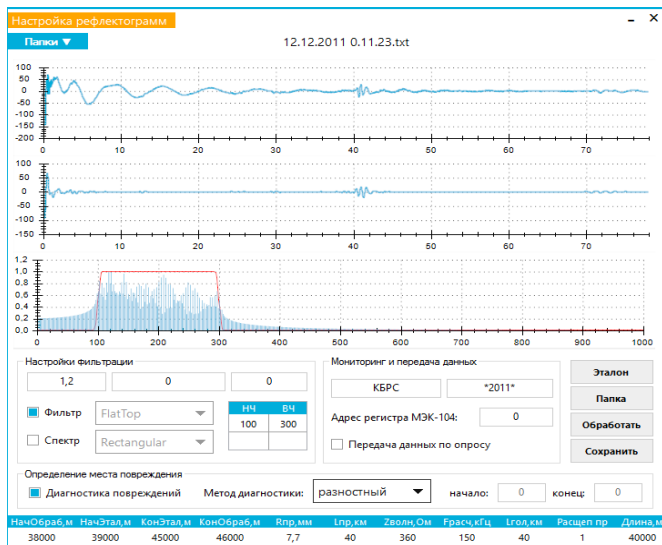 Настройка рефлектограмм
Папки ▼ 12.12.2011 0.11.23.txt
100
50
0
-50
-100
-150
-200
0 10 20 30 40 50 60 70
100
50
0
-50
-100
-150
0 10 20 30 40 50 60 70
1,2
1,0
0,8
0,6
0,4
0,2
0,0
0 100 200 300 400 500 600 700 800 900 1000
Настройки фильтрации
1,2 0 0
Фильтр FlatTop
Спектр Rectangular
НЧ ВЧ
100 300
Мониторинг и передача данных
КБРС *2011*
Адрес регистра МЭК-104: 0
Передача данных по опросу
Эталон
Папка
Обработать
Сохранить
Определение места повреждения
Диагностика повреждений Метод диагностики: разностный начало: 0 конец: 0
НачОбраб,м НачЭтал,м КонЭтал,м КонОбраб,м Rпр,мм Lпр,км Zволн,Ом Fрасч,кГц Lгол,км Расщеп пр Длина,м
38000 39000 45000 46000 7,7 40 360 150 40 1 40000